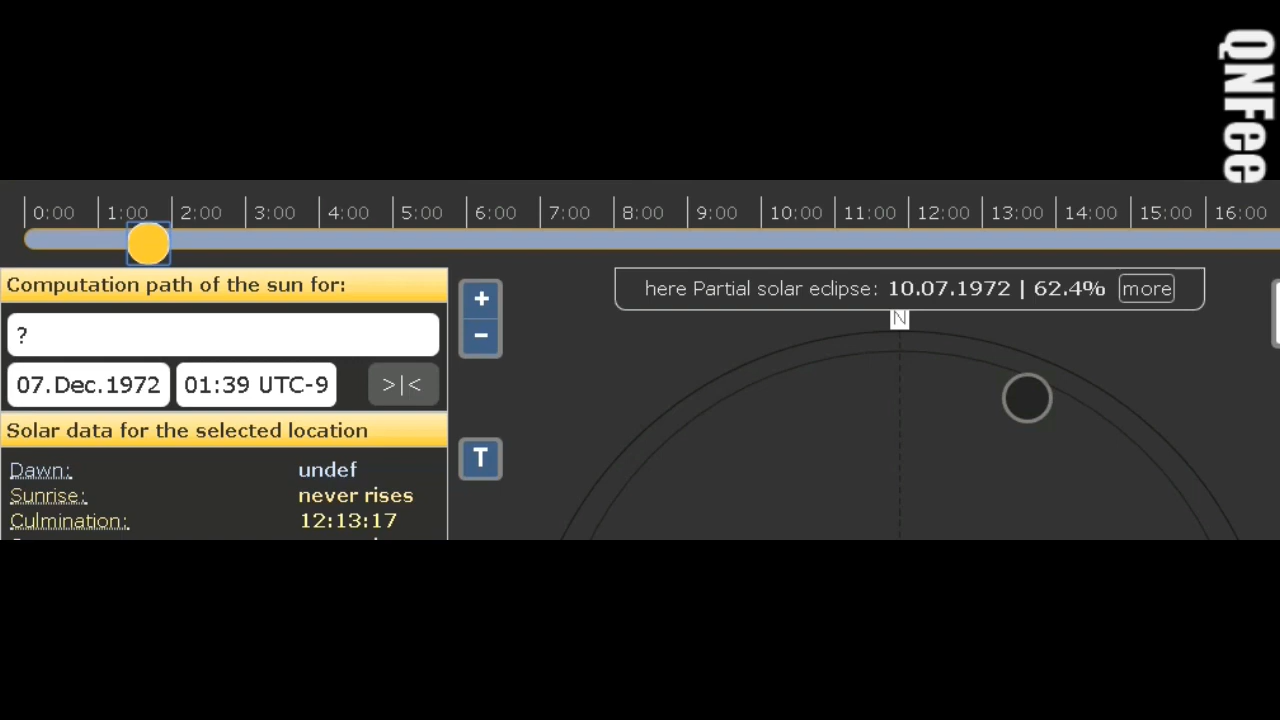 QNFee
0:00 1:00 2:00 3:00 4:00 5:00 6:00 7:00 8:00 9:00 10:00 11:00 12:00 13:00 14:00 15:00 16:00
Computation path of the sun for:
?
07.Dec.1972 01:39 UTC-9 >|<
Solar data for the selected location
Dawn: undef
Sunrise: never rises
Culmination: 12:13:17
+
−
T
here Partial solar eclipse: 10.07.1972 | 62.4% more
N